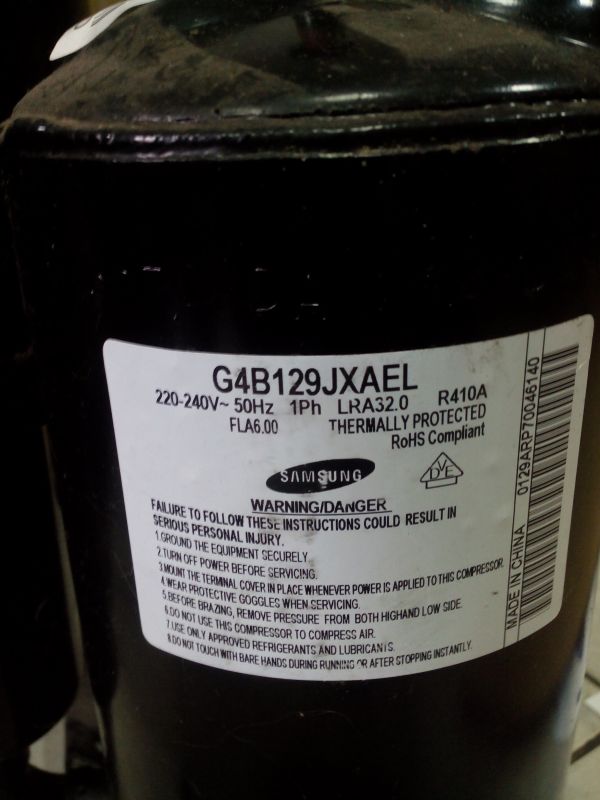 G4B129JXAEL
220-240V~ 50Hz 1Ph LRA32.0 R410A
FLA6.00 THERMALLY PROTECTED
RoHS Compliant
SAMSUNG
DVE
WARNING/DANGER
FAILURE TO FOLLOW THESE INSTRUCTIONS COULD RESULT IN
SERIOUS PERSONAL INJURY.
1.GROUND THE EQUIPMENT SECURELY.
2.TURN OFF POWER BEFORE SERVICING.
3.MOUNT THE TERMINAL COVER IN PLACE WHENEVER POWER IS APPLIED TO THIS COMPRESSOR.
4.WEAR PROTECTIVE GOGGLES WHEN SERVICING.
5.BEFORE BRAZING, REMOVE PRESSURE FROM BOTH HIGHAND LOW SIDE.
6.DO NOT USE THIS COMPRESSOR TO COMPRESS AIR.
7.USE ONLY APPROVED REFRIGERANTS AND LUBRICANTS.
8.DO NOT TOUCH WITH BARE HANDS DURING RUNNING OR AFTER STOPPING INSTANTLY.
MADE IN CHINA 0129ARP70046140